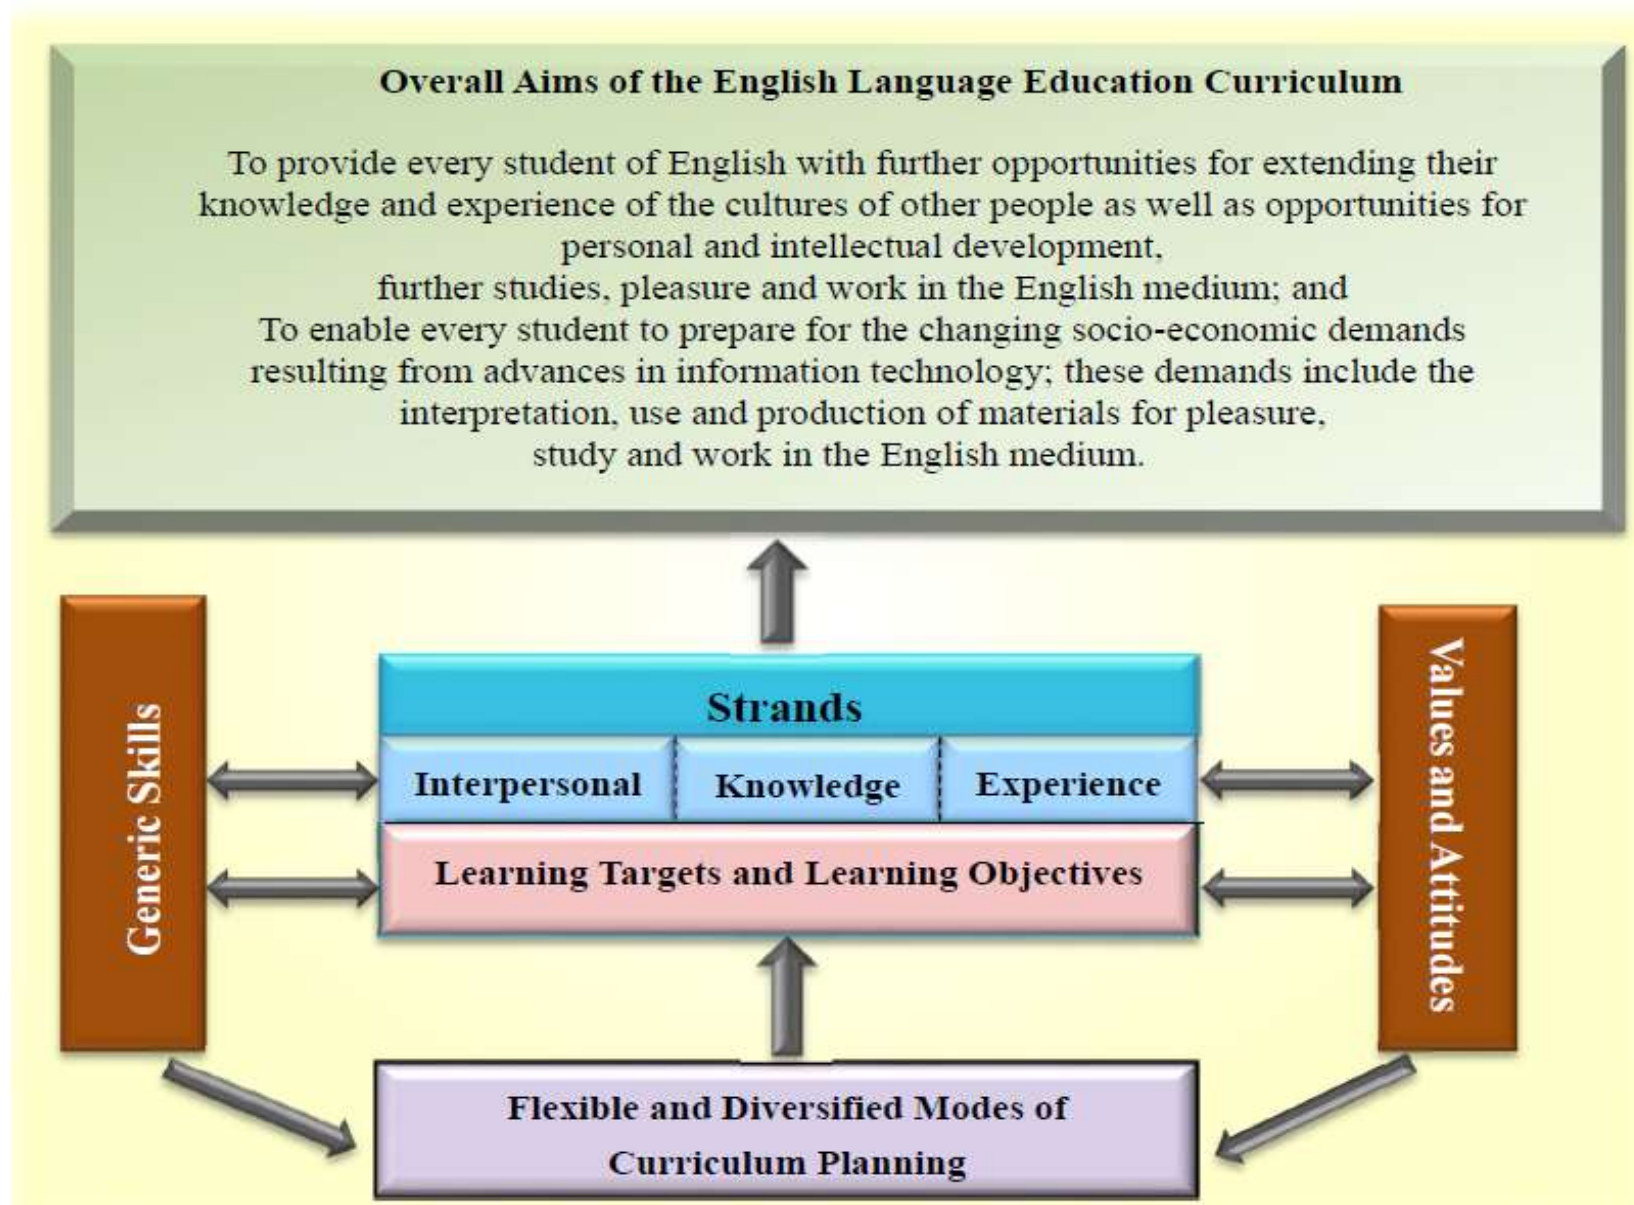 Overall Aims of the English Language Education Curriculum
To provide every student of English with further opportunities for extending their
knowledge and experience of the cultures of other people as well as opportunities for
personal and intellectual development,
further studies, pleasure and work in the English medium; and
To enable every student to prepare for the changing socio-economic demands
resulting from advances in information technology; these demands include the
interpretation, use and production of materials for pleasure,
study and work in the English medium.
Generic Skills
Strands
Interpersonal
Knowledge
Experience
Learning Targets and Learning Objectives
Values and Attitudes
Flexible and Diversified Modes of
Curriculum Planning